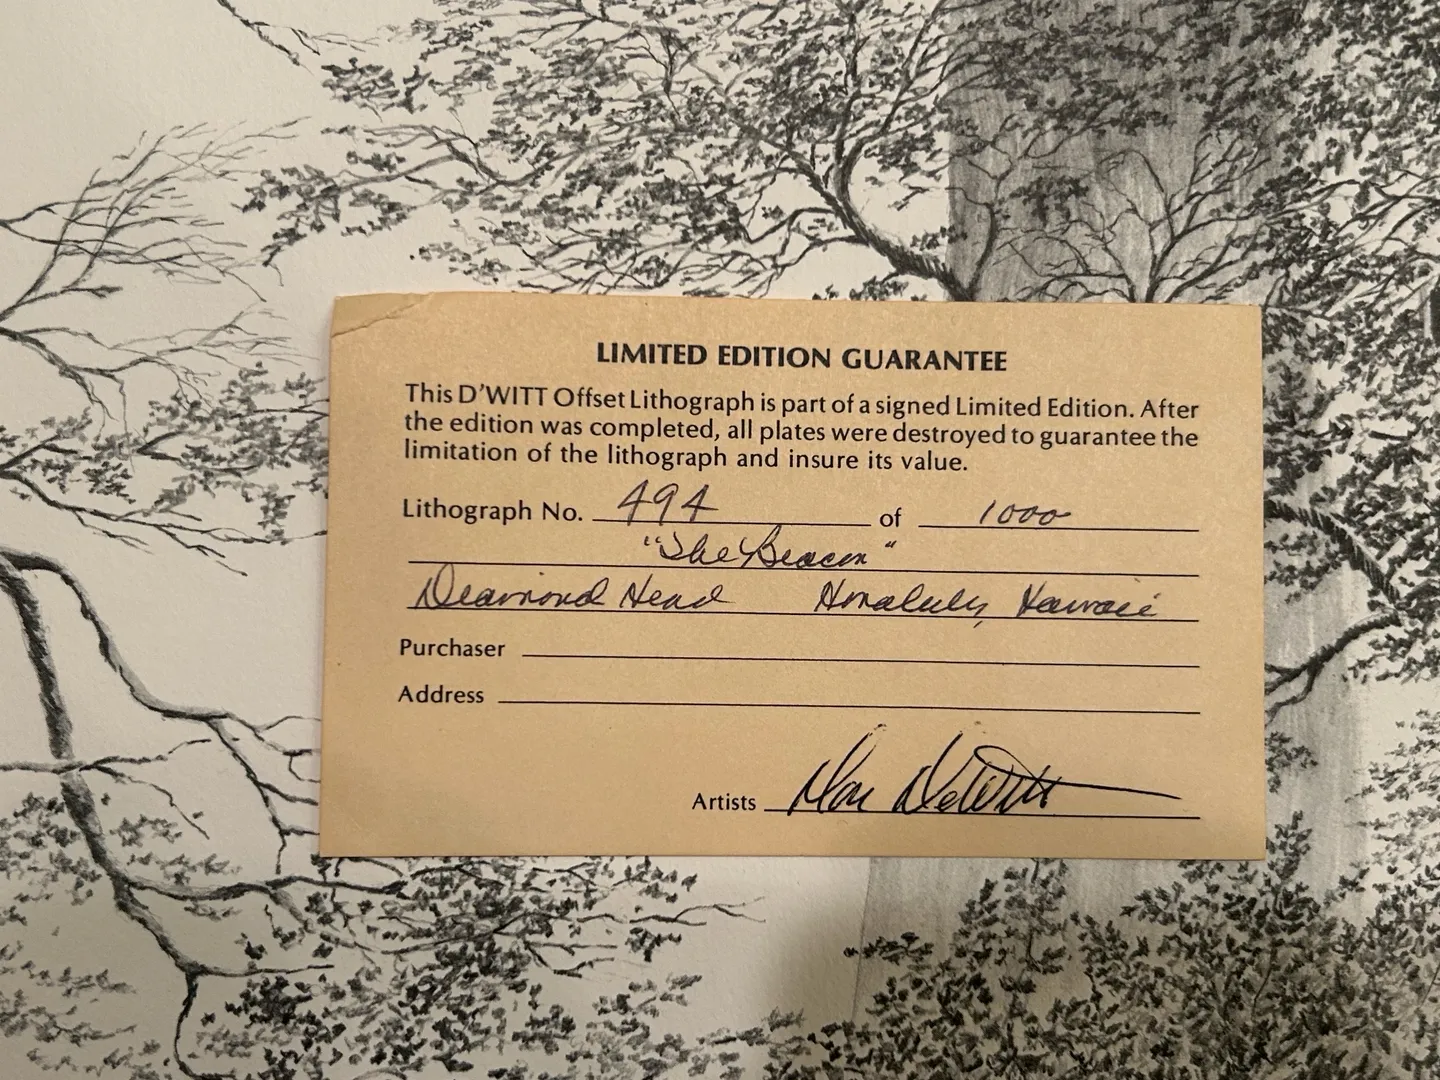 LIMITED EDITION GUARANTEE
This D'WITT Offset Lithograph is part of a signed Limited Edition. After
the edition was completed, all plates were destroyed to guarantee the
limitation of the lithograph and insure its value.
Lithograph No. 494 of 1000
"The Beacon"
Diamond Head Honolulu, Hawaii
Purchaser
Address
Artists Don DeWitt